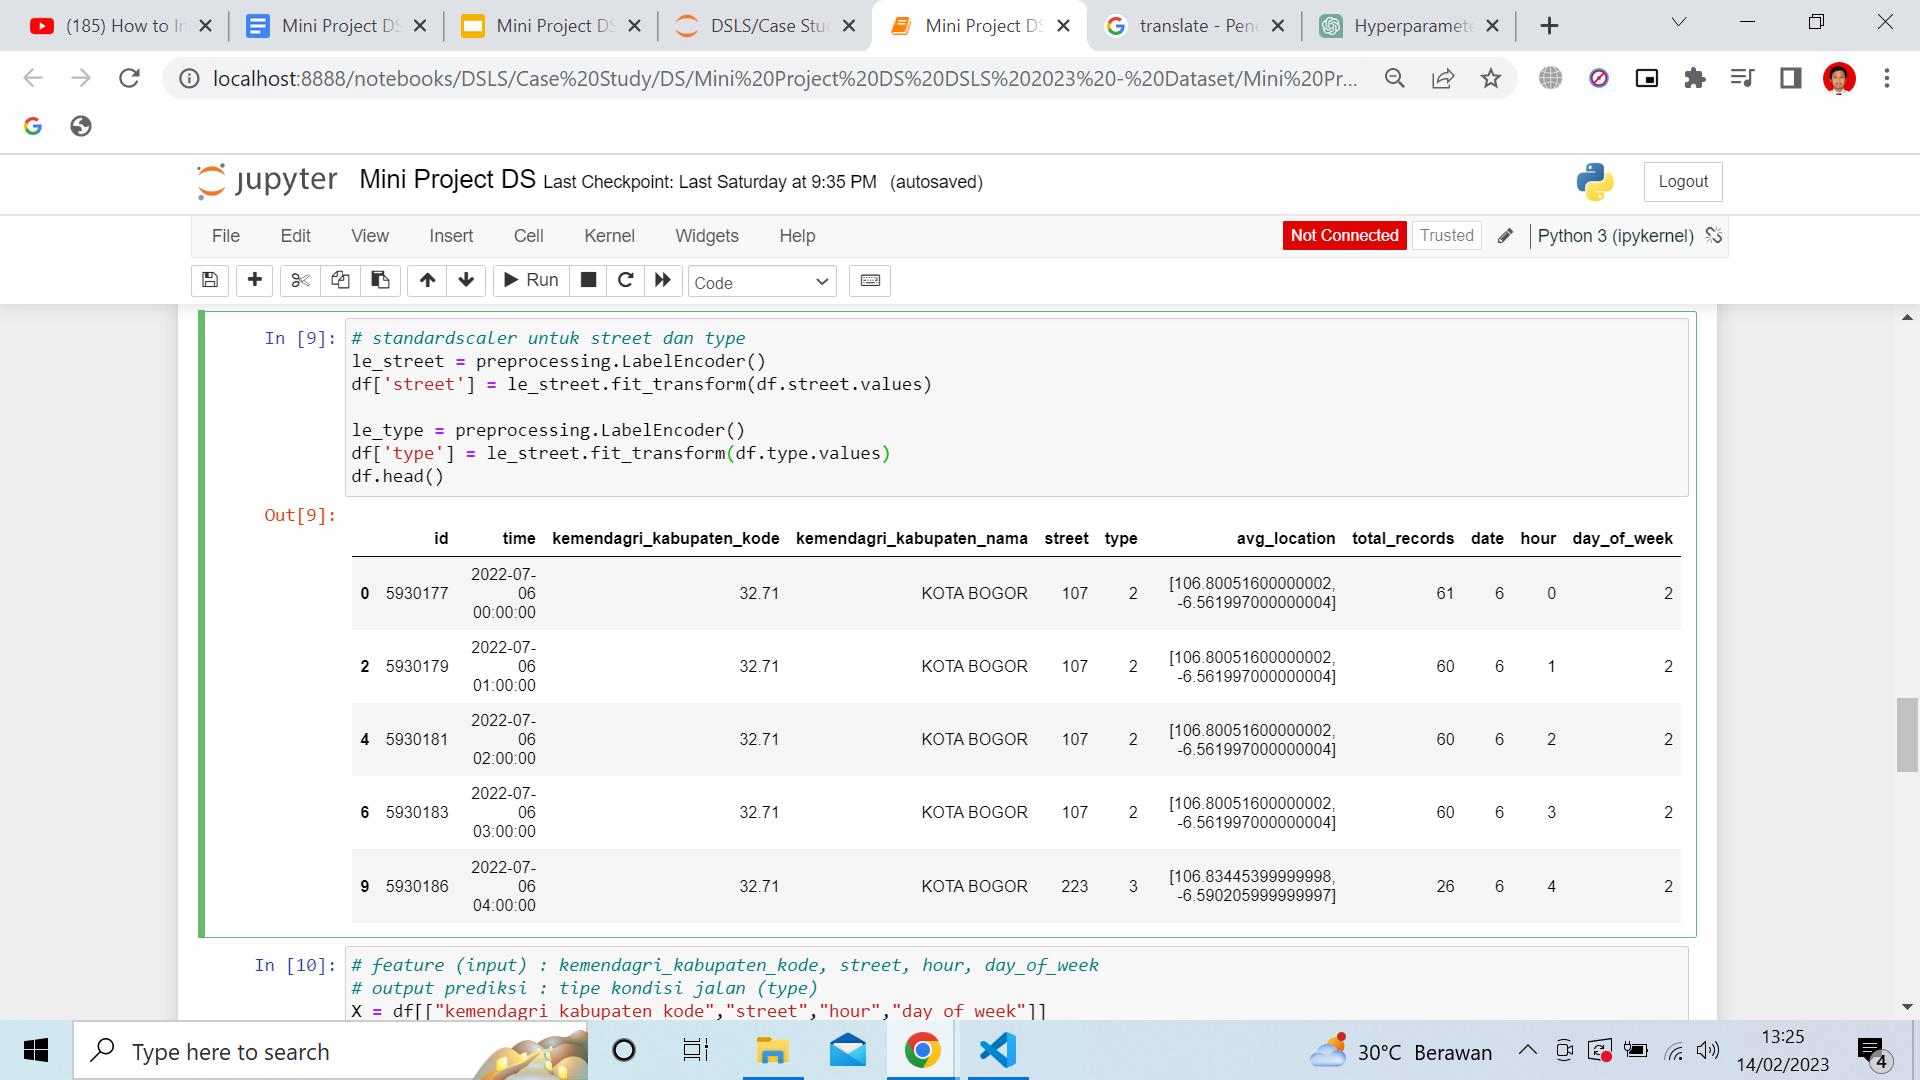 (185) How to In
Mini Project DS
Mini Project DS
DSLS/Case Stu
Mini Project DS
translate - Pen
Hyperparamete
localhost:8888/notebooks/DSLS/Case%20Study/DS/Mini%20Project%20DS%20DSLS%202023%20-%20Dataset/Mini%20Pr...
jupyter Mini Project DS Last Checkpoint: Last Saturday at 9:35 PM (autosaved)
Logout
File Edit View Insert Cell Kernel Widgets Help
Not Connected Trusted Python 3 (ipykernel)
Run Code
In [9]: # standardscaler untuk street dan type
le_street = preprocessing.LabelEncoder()
df['street'] = le_street.fit_transform(df.street.values)
le_type = preprocessing.LabelEncoder()
df['type'] = le_street.fit_transform(df.type.values)
df.head()
Out[9]:
id time kemendagri_kabupaten_kode kemendagri_kabupaten_nama street type avg_location total_records date hour day_of_week
0 5930177 2022-07-06 00:00:00 32.71 KOTA BOGOR 107 2 [106.80051600000002, -6.561997000000004] 61 6 0 2
2 5930179 2022-07-06 01:00:00 32.71 KOTA BOGOR 107 2 [106.80051600000002, -6.561997000000004] 60 6 1 2
4 5930181 2022-07-06 02:00:00 32.71 KOTA BOGOR 107 2 [106.80051600000002, -6.561997000000004] 60 6 2 2
6 5930183 2022-07-06 03:00:00 32.71 KOTA BOGOR 107 2 [106.80051600000002, -6.561997000000004] 60 6 3 2
9 5930186 2022-07-06 04:00:00 32.71 KOTA BOGOR 223 3 [106.83445399999998, -6.590205999999997] 26 6 4 2
In [10]: # feature (input) : kemendagri_kabupaten_kode, street, hour, day_of_week
# output prediksi : tipe kondisi jalan (type)
X = df[["kemendagri_kabupaten_kode","street","hour","day_of_week"]]
Type here to search
30°C Berawan
13:25
14/02/2023
4